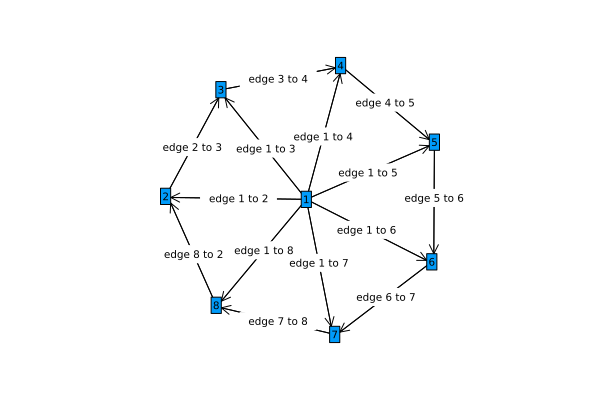 4
edge 3 to 4
3
edge 4 to 5
edge 1 to 4
5
edge 2 to 3
edge 1 to 3
edge 1 to 5
2
edge 1 to 2
1
edge 5 to 6
edge 1 to 6
edge 8 to 2
edge 1 to 8
edge 1 to 7
6
edge 6 to 7
8
edge 7 to 8
7